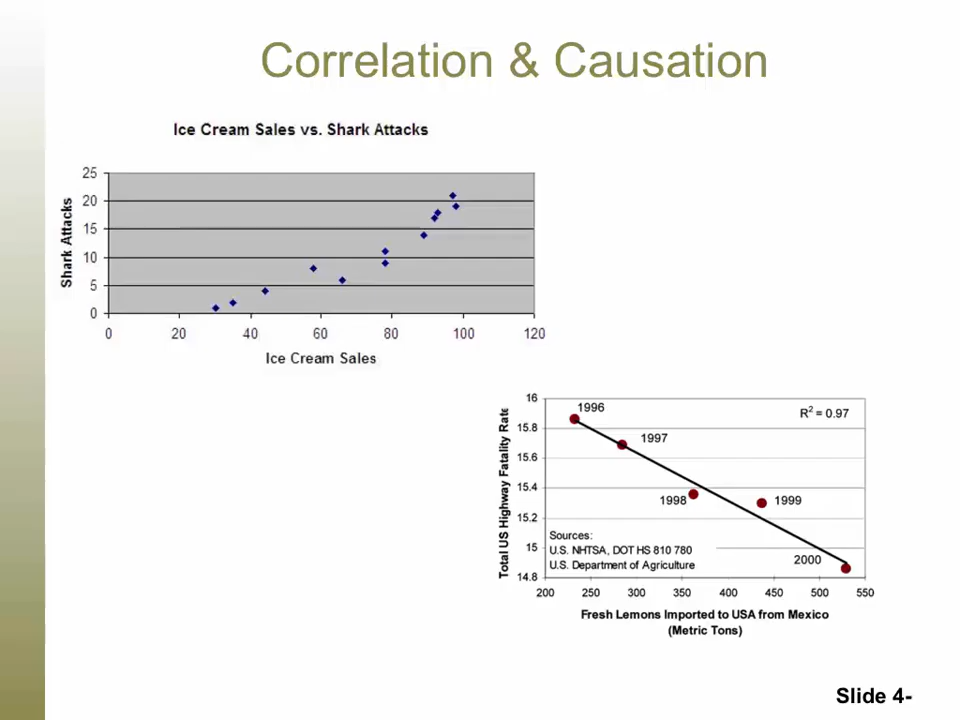 Correlation & Causation
Ice Cream Sales vs. Shark Attacks
25
20
15
10
5
0
Shark Attacks
0 20 40 60 80 100 120
Ice Cream Sales
16
15.8
15.6
15.4
15.2
15
14.8
Total US Highway Fatality Rate
1996
R² = 0.97
1997
1998
1999
2000
Sources:
U.S. NHTSA, DOT HS 810 780
U.S. Department of Agriculture
200 250 300 350 400 450 500 550
Fresh Lemons Imported to USA from Mexico
(Metric Tons)
Slide 4-